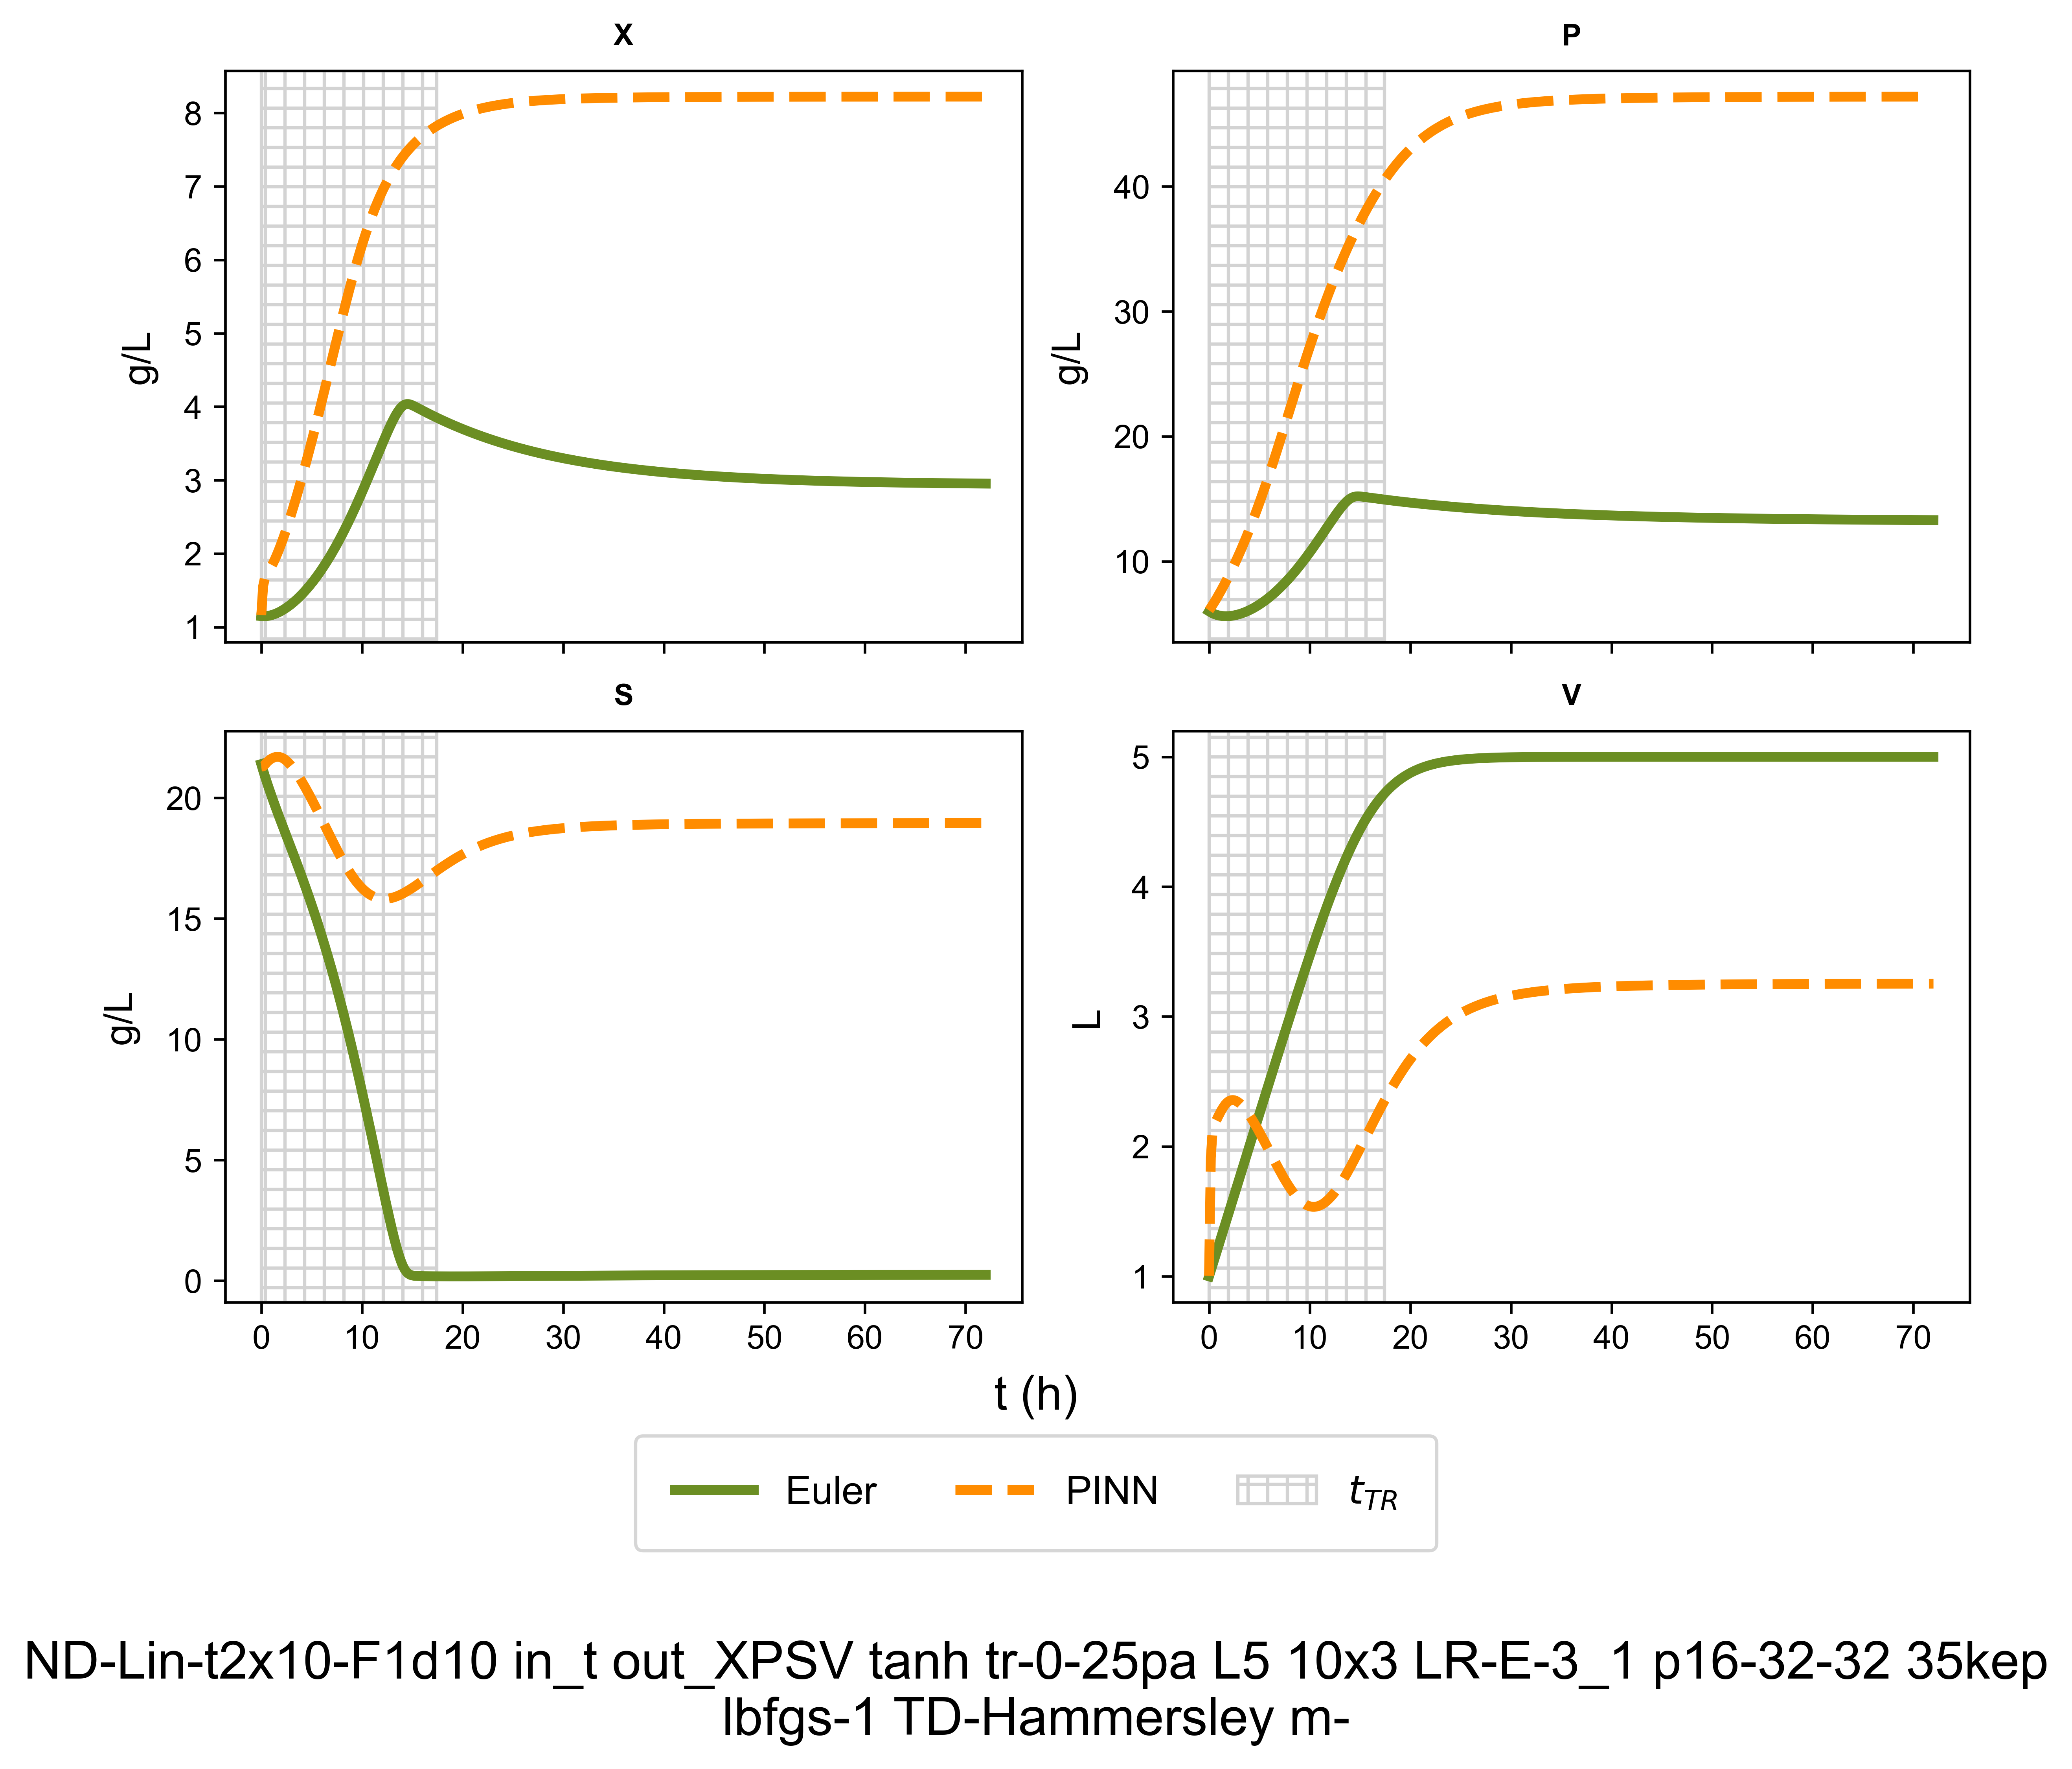 X
P
8
7
6
5
4
3
2
1
g/L
40
30
20
10
g/L
S
V
20
15
10
5
0
g/L
5
4
3
2
1
L
0 10 20 30 40 50 60 70
0 10 20 30 40 50 60 70
t (h)
Euler PINN t_TR
ND-Lin-t2x10-F1d10 in_t out_XPSV tanh tr-0-25pa L5 10x3 LR-E-3_1 p16-32-32 35kep
lbfgs-1 TD-Hammersley m-